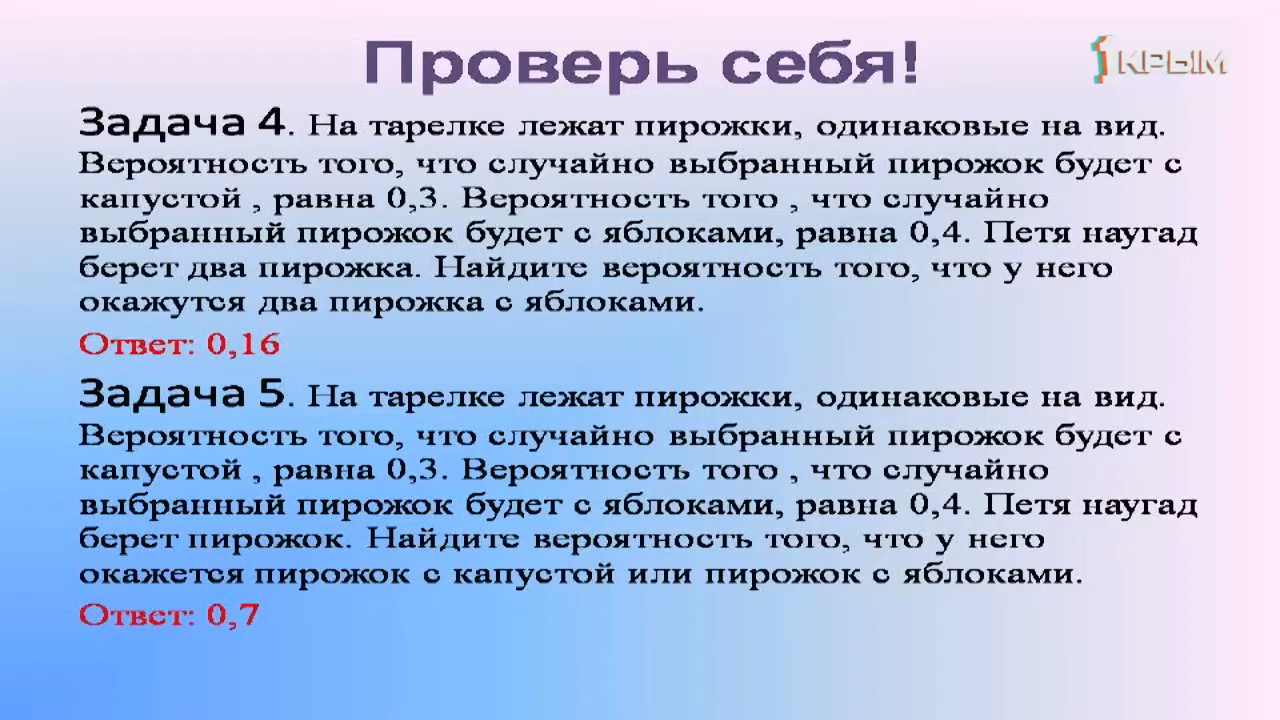 Проверь себя!
1 КРЫМ
Задача 4. На тарелке лежат пирожки, одинаковые на вид.
Вероятность того, что случайно выбранный пирожок будет с
капустой , равна 0,3. Вероятность того , что случайно
выбранный пирожок будет с яблоками, равна 0,4. Петя наугад
берет два пирожка. Найдите вероятность того, что у него
окажутся два пирожка с яблоками.
Ответ: 0,16
Задача 5. На тарелке лежат пирожки, одинаковые на вид.
Вероятность того, что случайно выбранный пирожок будет с
капустой , равна 0,3. Вероятность того , что случайно
выбранный пирожок будет с яблоками, равна 0,4. Петя наугад
берет пирожок. Найдите вероятность того, что у него
окажется пирожок с капустой или пирожок с яблоками.
Ответ: 0,7